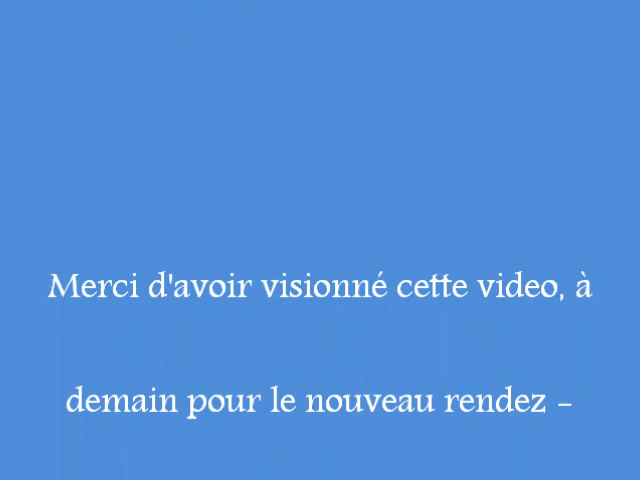 Merci d'avoir visionné cette video, à
demain pour le nouveau rendez -